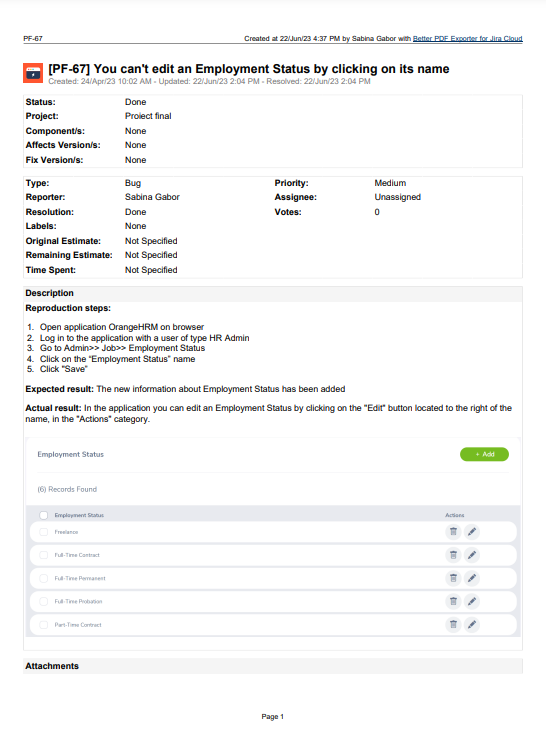 PF-67 Created at 22/Jun/23 4:37 PM by Sabina Gabor with Better PDF Exporter for Jira Cloud
[PF-67] You can't edit an Employment Status by clicking on its name
Created: 24/Apr/23 10:02 AM - Updated: 22/Jun/23 2:04 PM - Resolved: 22/Jun/23 2:04 PM
Status: Done
Project: Proiect final
Component/s: None
Affects Version/s: None
Fix Version/s: None
Type: Bug Priority: Medium
Reporter: Sabina Gabor Assignee: Unassigned
Resolution: Done Votes: 0
Labels: None
Original Estimate: Not Specified
Remaining Estimate: Not Specified
Time Spent: Not Specified
Description
Reproduction steps:
1. Open application OrangeHRM on browser
2. Log in to the application with a user of type HR Admin
3. Go to Admin>> Job>> Employment Status
4. Click on the “Employment Status” name
5. Click "Save"
Expected result: The new information about Employment Status has been added
Actual result: In the application you can edit an Employment Status by clicking on the "Edit" button located to the right of the
name, in the "Actions" category.
Employment Status + Add
(6) Records Found
Employment Status Actions
Freelance
Full-Time Contract
Full-Time Permanent
Full-Time Probation
Part-Time Contract
Attachments
Page 1